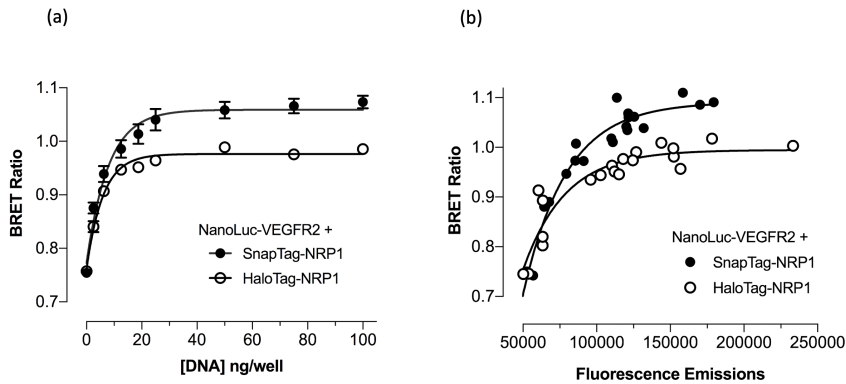 (a)
1.1
1.0
0.9
0.8
0.7
BRET Ratio
NanoLuc-VEGFR2 +
SnapTag-NRP1
HaloTag-NRP1
0 20 40 60 80 100
[DNA] ng/well
(b)
1.1
1.0
0.9
0.8
0.7
BRET Ratio
NanoLuc-VEGFR2 +
SnapTag-NRP1
HaloTag-NRP1
50000 100000 150000 200000 250000
Fluorescence Emissions